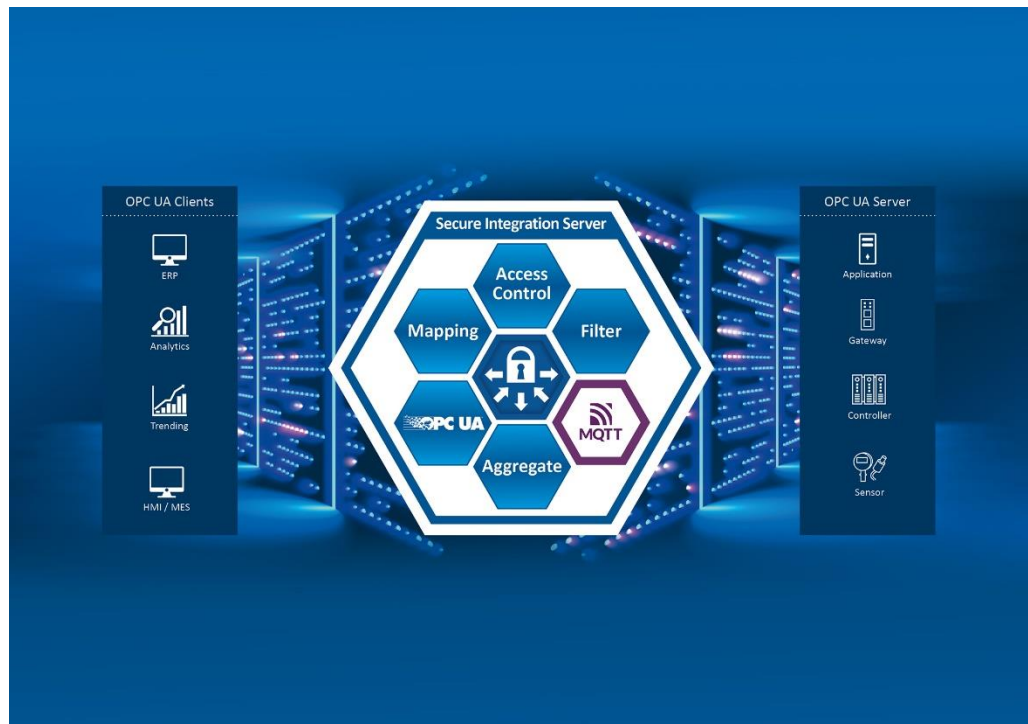 OPC UA Clients
ERP
Analytics
Trending
HMI / MES
Secure Integration Server
Access
Control
Mapping
Filter
OPC UA
MQTT
Aggregate
OPC UA Server
Application
Gateway
Controller
Sensor